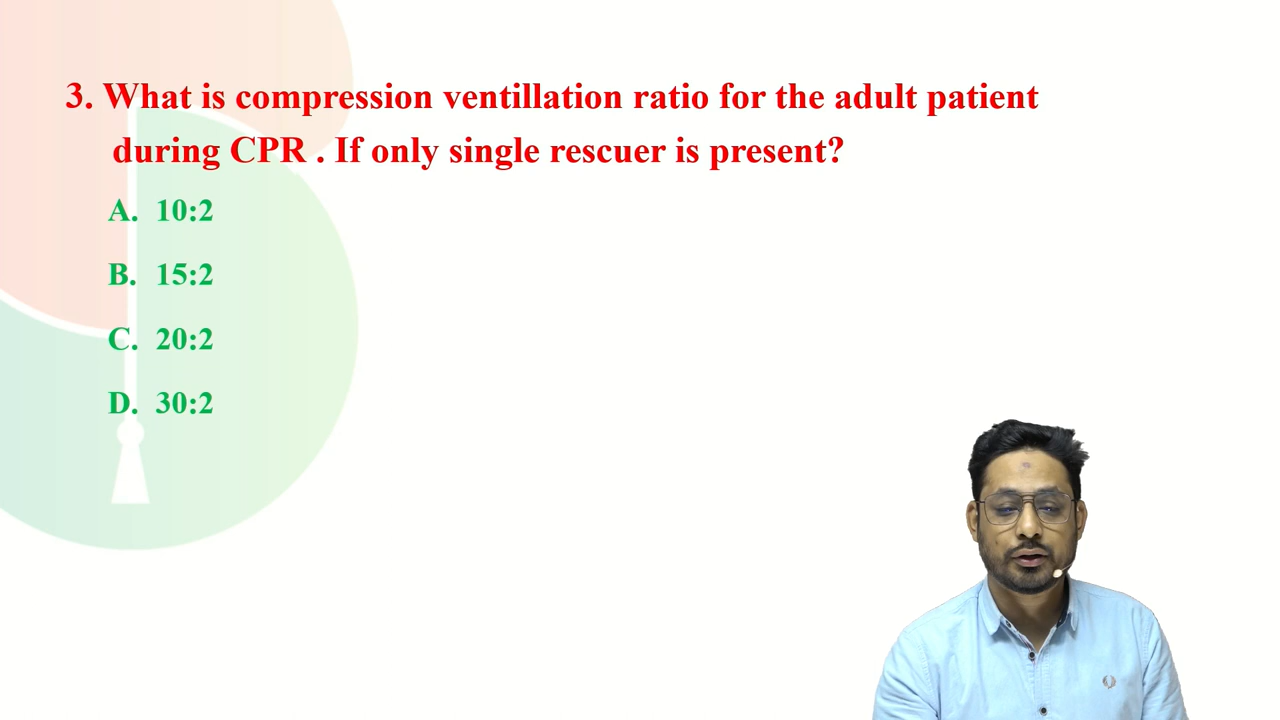 3. What is compression ventillation ratio for the adult patient
during CPR . If only single rescuer is present?
A. 10:2
B. 15:2
C. 20:2
D. 30:2